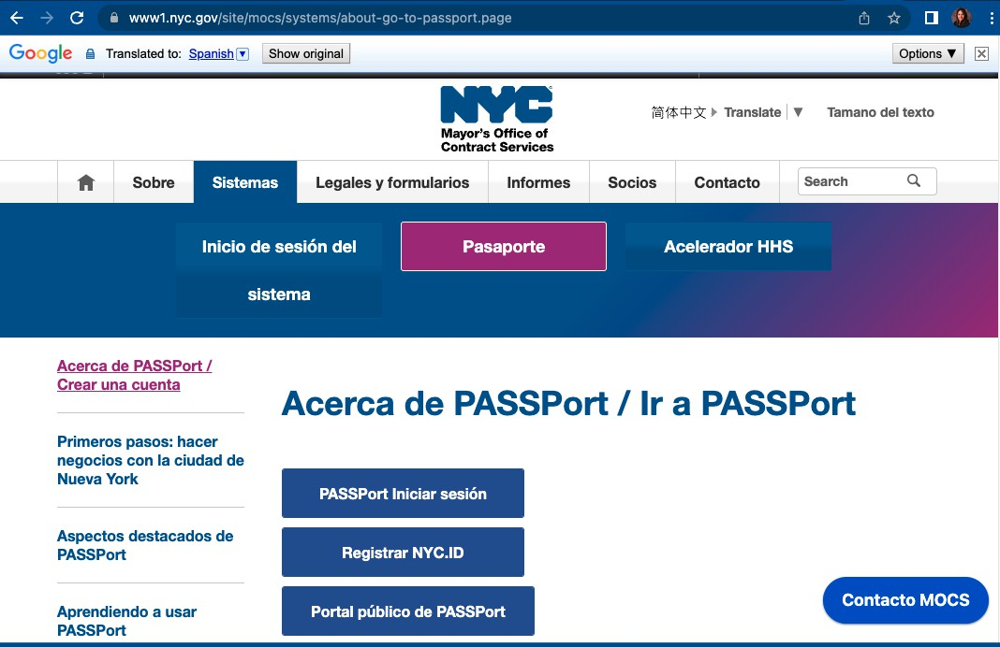 www1.nyc.gov/site/mocs/systems/about-go-to-passport.page
Google Translated to: Spanish ▼ Show original Options ▼
NYC
Mayor's Office of
Contract Services
简体中文 Translate ▼ Tamano del texto
Sobre Sistemas Legales y formularios Informes Socios Contacto Search
Inicio de sesión del
sistema
Pasaporte
Acelerador HHS
Acerca de PASSPort /
Crear una cuenta
Primeros pasos: hacer
negocios con la ciudad de
Nueva York
Aspectos destacados de
PASSPort
Aprendiendo a usar
PASSPort
Acerca de PASSPort / Ir a PASSPort
PASSPort Iniciar sesión
Registrar NYC.ID
Portal público de PASSPort
Contacto MOCS